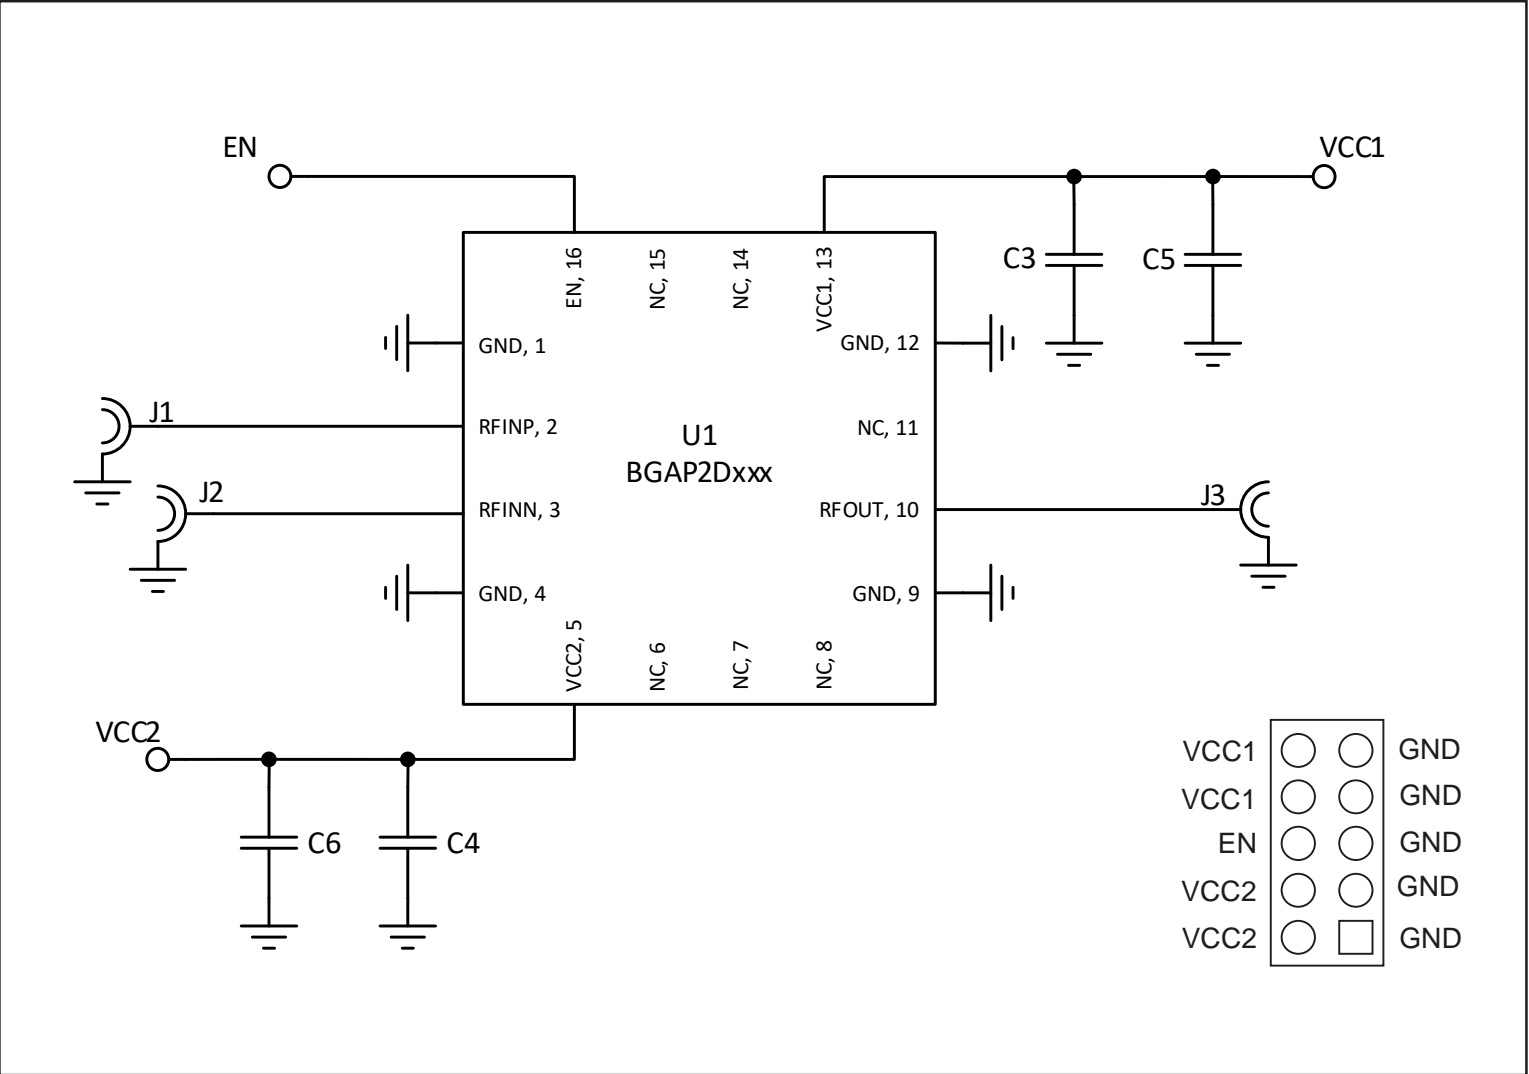 EN
VCC1
EN, 16
NC, 15
NC, 14
VCC1, 13
C3
C5
GND, 1
GND, 12
J1
RFINP, 2
NC, 11
U1
BGAP2Dxxx
J2
RFINN, 3
RFOUT, 10
J3
GND, 4
GND, 9
VCC2, 5
NC, 6
NC, 7
NC, 8
VCC2
C6
C4
VCC1 GND
VCC1 GND
EN GND
VCC2 GND
VCC2 GND